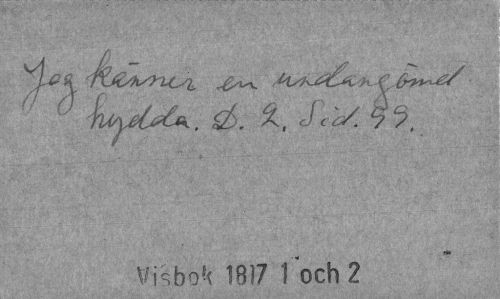 Jag känner en undangömd
hydda. D. 2. Sid. 99.
Visbok 1817 1 och 2